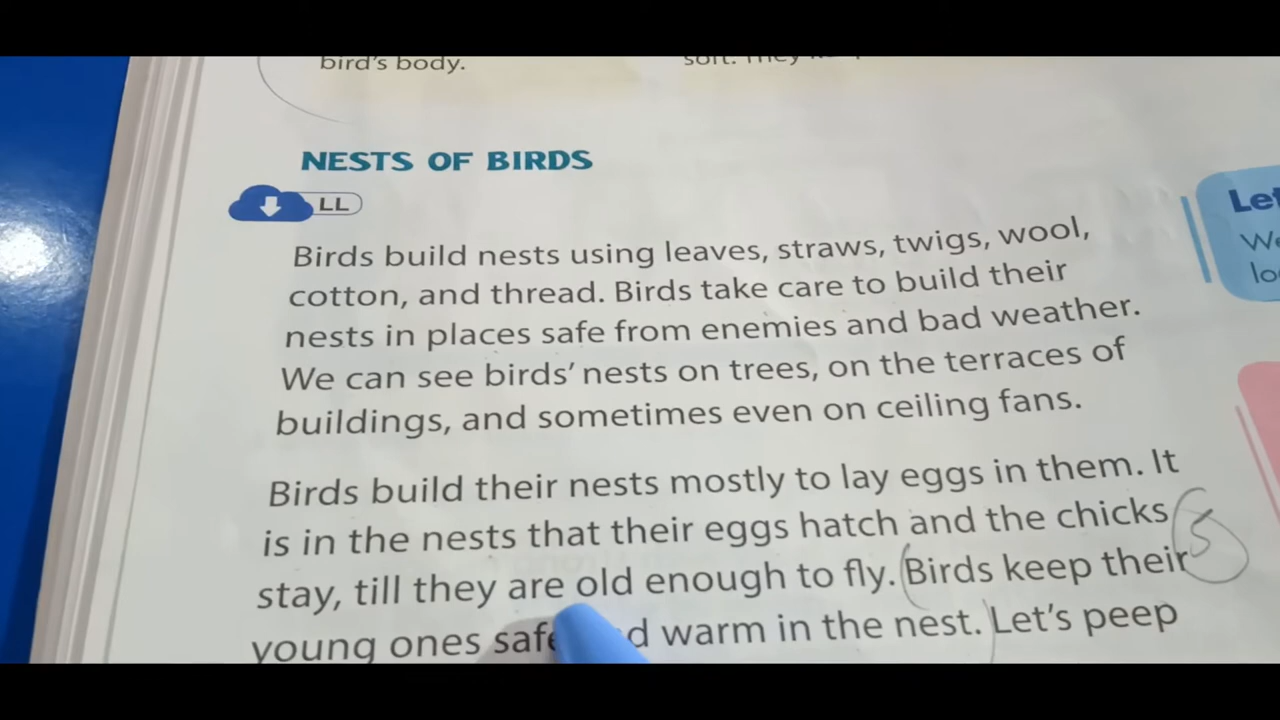 bird's body.
NESTS OF BIRDS
LL
Birds build nests using leaves, straws, twigs, wool,
cotton, and thread. Birds take care to build their
nests in places safe from enemies and bad weather.
We can see birds' nests on trees, on the terraces of
buildings, and sometimes even on ceiling fans.
Birds build their nests mostly to lay eggs in them. It
is in the nests that their eggs hatch and the chicks
stay, till they are old enough to fly. (Birds keep their
young ones warm in the nest.) Let's peep
5